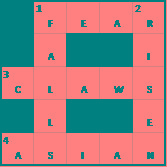 1 F E A 2 R
A I
3 C L A W S
L E
4 A S I A N